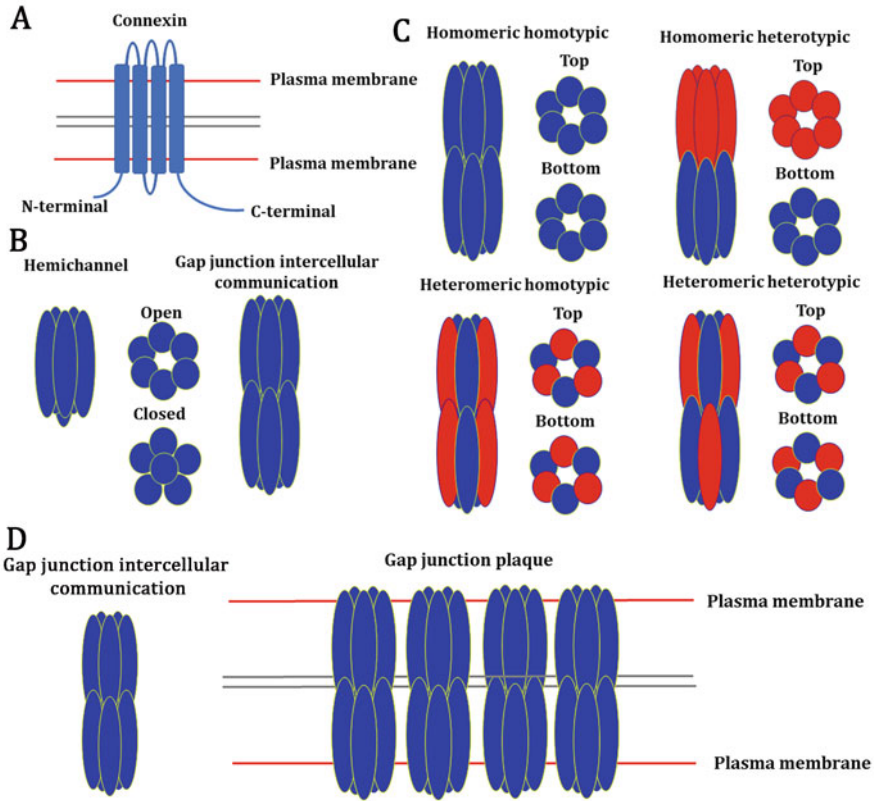 A
Connexin
Plasma membrane
Plasma membrane
N-terminal
C-terminal
B
Hemichannel
Open
Closed
Gap junction intercellular
communication
C
Homomeric homotypic
Top
Bottom
Homomeric heterotypic
Top
Bottom
Heteromeric homotypic
Top
Bottom
Heteromeric heterotypic
Top
Bottom
D
Gap junction intercellular
communication
Gap junction plaque
Plasma membrane
Plasma membrane